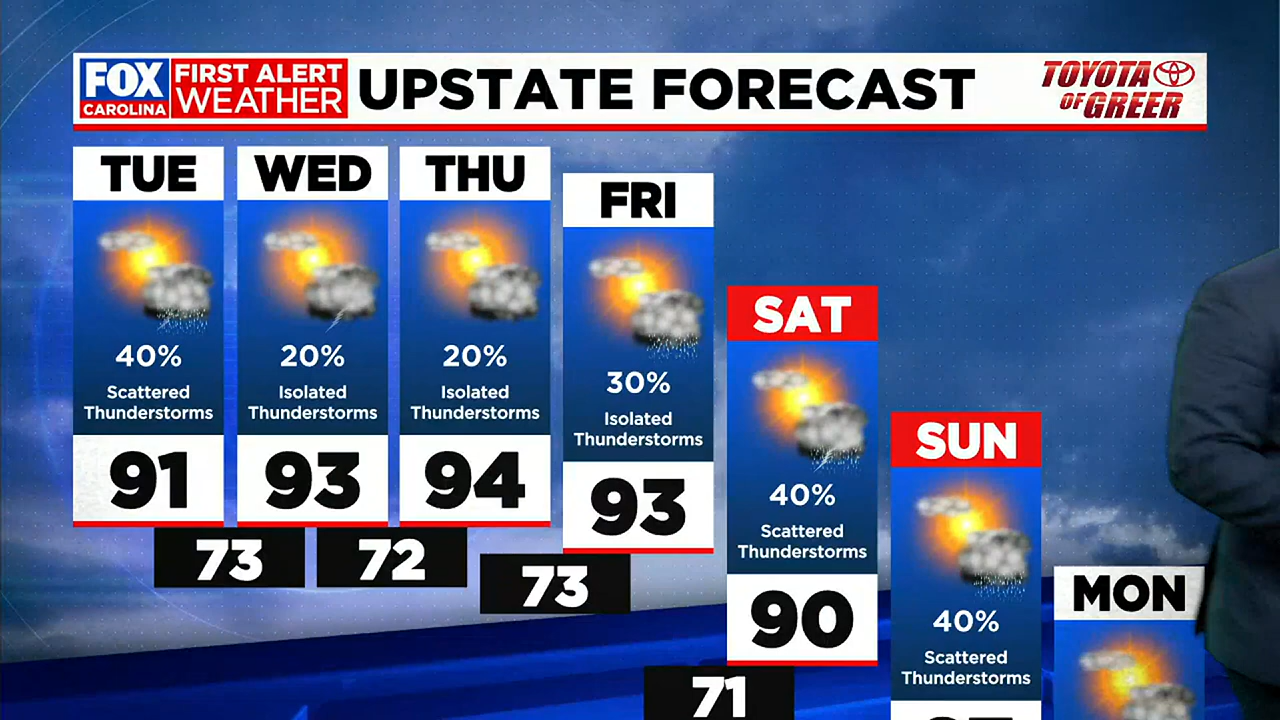 FOX
CAROLINA
FIRST ALERT
WEATHER
UPSTATE FORECAST
TOYOTA
OF GREER
TUE
40%
Scattered
Thunderstorms
91
73
WED
20%
Isolated
Thunderstorms
93
72
THU
20%
Isolated
Thunderstorms
94
73
FRI
30%
Isolated
Thunderstorms
93
71
SAT
40%
Scattered
Thunderstorms
90
SUN
40%
Scattered
Thunderstorms
MON